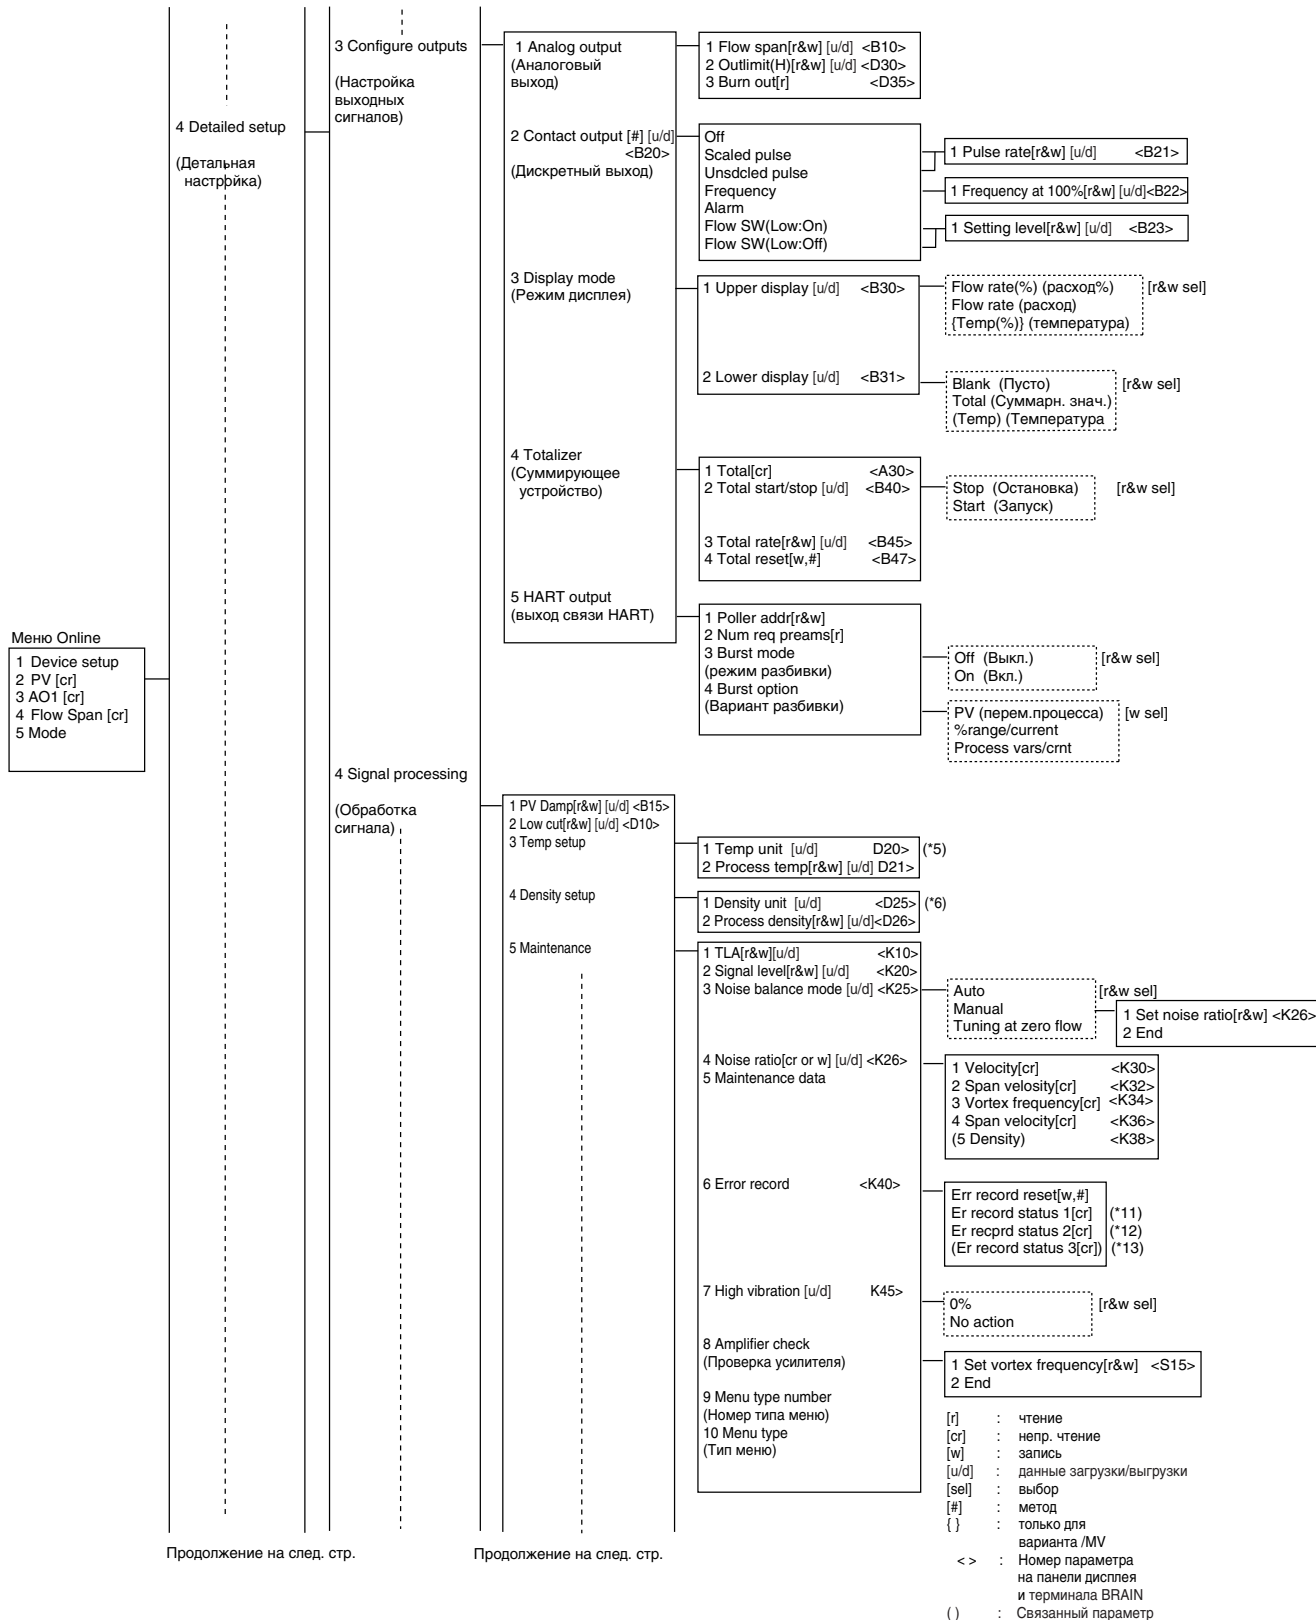 Меню Online
1 Device setup
2 PV [cr]
3 AO1 [cr]
4 Flow Span [cr]
5 Mode
4 Detailed setup
(Детальная
настройка)
3 Configure outputs
(Настройка
выходных
сигналов)
1 Analog output
(Аналоговый
выход)
1 Flow span[r&w] [u/d] <B10>
2 Outlimit(H)[r&w] [u/d] <D30>
3 Burn out[r] <D35>
2 Contact output [#] [u/d]
<B20>
(Дискретный выход)
Off
Scaled pulse
Unsdcled pulse
Frequency
Alarm
Flow SW(Low:On)
Flow SW(Low:Off)
1 Pulse rate[r&w] [u/d] <B21>
1 Frequency at 100%[r&w] [u/d]<B22>
1 Setting level[r&w] [u/d] <B23>
3 Display mode
(Режим дисплея)
1 Upper display [u/d] <B30>
Flow rate(%) (расход%) [r&w sel]
Flow rate (расход)
{Temp(%)} (температура)
2 Lower display [u/d] <B31>
Blank (Пусто) [r&w sel]
Total (Суммарн. знач.)
(Temp) (Температура
4 Totalizer
(Суммирующее
устройство)
1 Total[cr] <A30>
2 Total start/stop [u/d] <B40>
Stop (Остановка) [r&w sel]
Start (Запуск)
3 Total rate[r&w] [u/d] <B45>
4 Total reset[w,#] <B47>
5 HART output
(выход связи HART)
1 Poller addr[r&w]
2 Num req preams[r]
3 Burst mode
(режим разбивки)
4 Burst option
(Вариант разбивки)
Off (Выкл.) [r&w sel]
On (Вкл.)
PV (перем.процесса) [w sel]
%range/current
Process vars/crnt
4 Signal processing
(Обработка
сигнала)
1 PV Damp[r&w] [u/d] <B15>
2 Low cut[r&w] [u/d] <D10>
3 Temp setup
1 Temp unit [u/d] D20> (*5)
2 Process temp[r&w] [u/d] D21>
4 Density setup
1 Density unit [u/d] <D25> (*6)
2 Process density[r&w] [u/d]<D26>
5 Maintenance
1 TLA[r&w][u/d] <K10>
2 Signal level[r&w] [u/d] <K20>
3 Noise balance mode [u/d] <K25>
Auto [r&w sel]
Manual
Tuning at zero flow
1 Set noise ratio[r&w] <K26>
2 End
4 Noise ratio[cr or w] [u/d] <K26>
5 Maintenance data
1 Velocity[cr] <K30>
2 Span velosity[cr] <K32>
3 Vortex frequency[cr] <K34>
4 Span velocity[cr] <K36>
(5 Density) <K38>
6 Error record <K40>
Err record reset[w,#]
Er record status 1[cr] (*11)
Er recprd status 2[cr] (*12)
(Er record status 3[cr]) (*13)
7 High vibration [u/d] K45>
0% [r&w sel]
No action
8 Amplifier check
(Проверка усилителя)
1 Set vortex frequency[r&w] <S15>
2 End
9 Menu type number
(Номер типа меню)
10 Menu type
(Тип меню)
[r] : чтение
[cr] : непр. чтение
[w] : запись
[u/d] : данные загрузки/выгрузки
[sel] : выбор
[#] : метод
{ } : только для
варианта /MV
< > : Номер параметра
на панели дисплея
и терминала BRAIN
( ) : Связанный параметр
Продолжение на след. стр.
Продолжение на след. стр.